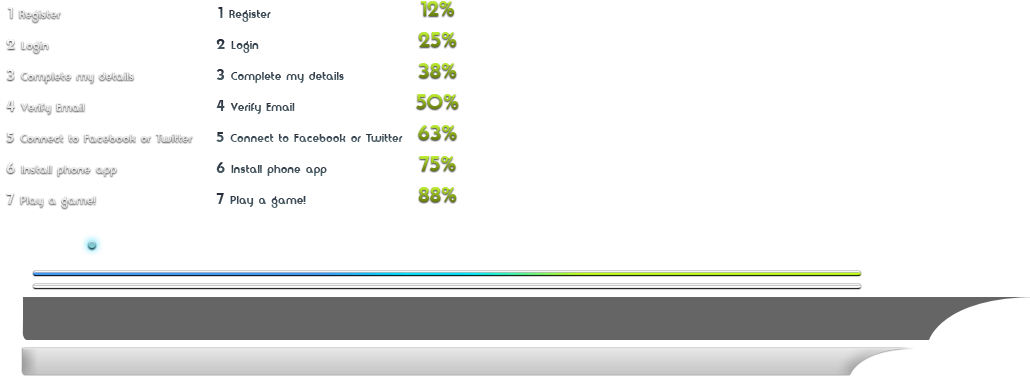 1 Register 1 Register 12%
2 Login 2 Login 25%
3 Complete my details 3 Complete my details 38%
4 Verify Email 4 Verify Email 50%
5 Connect to Facebook or Twitter 5 Connect to Facebook or Twitter 63%
6 Install phone app 6 Install phone app 75%
7 Play a game! 7 Play a game! 88%